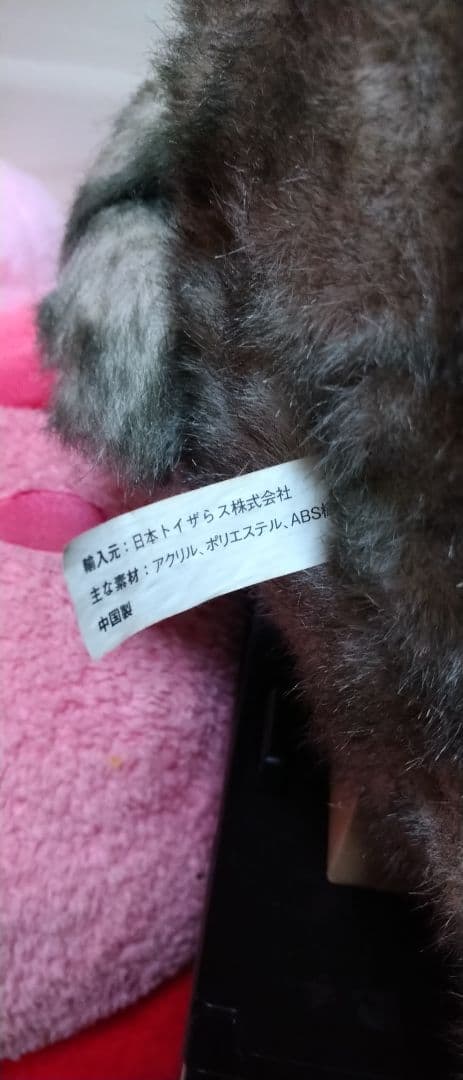 輸入元：日本トイザらス株式会社
主な素材：アクリル、ポリエステル、ABS
中国製